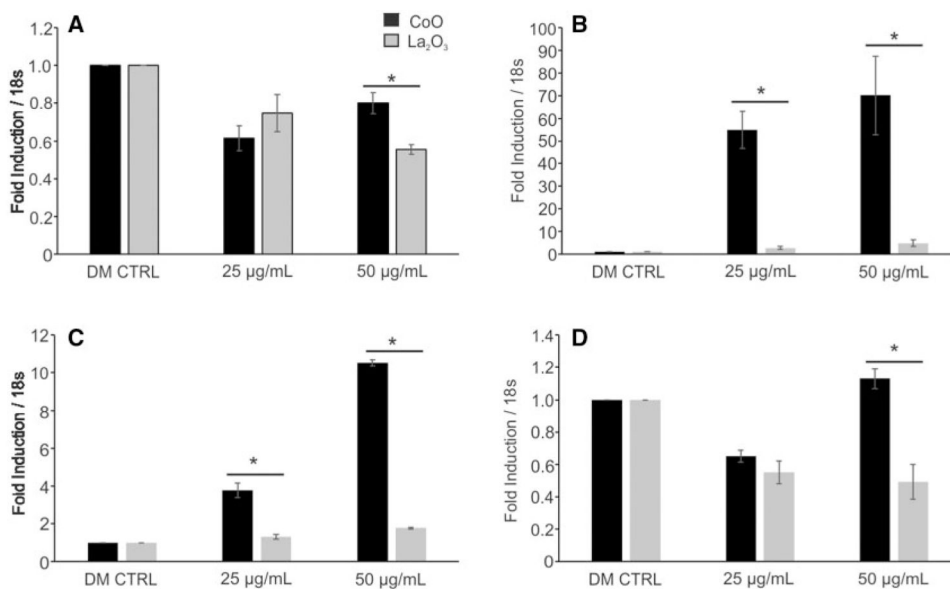 A
CoO
La₂O₃
Fold Induction / 18s
1.2
1.0
0.8
0.6
0.4
0.2
0
*
DM CTRL 25 µg/mL 50 µg/mL
B
Fold Induction / 18s
100
90
80
70
60
50
40
30
20
10
0
* *
DM CTRL 25 µg/mL 50 µg/mL
C
Fold Induction / 18s
12
10
8
6
4
2
0
* *
DM CTRL 25 µg/mL 50 µg/mL
D
Fold Induction / 18s
1.4
1.2
1.0
0.8
0.6
0.4
0.2
0
*
DM CTRL 25 µg/mL 50 µg/mL